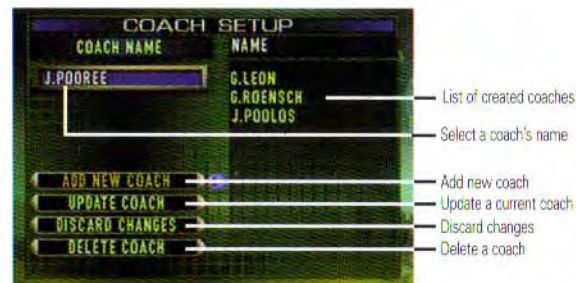 COACH SETUP
COACH NAME
NAME
J.POOREE
G.LEON
G.ROENSCH
J.POOLOS
List of created coaches
Select a coach's name
ADD NEW COACH
Add new coach
UPDATE COACH
Update a current coach
DISCARD CHANGES
Discard changes
DELETE COACH
Delete a coach